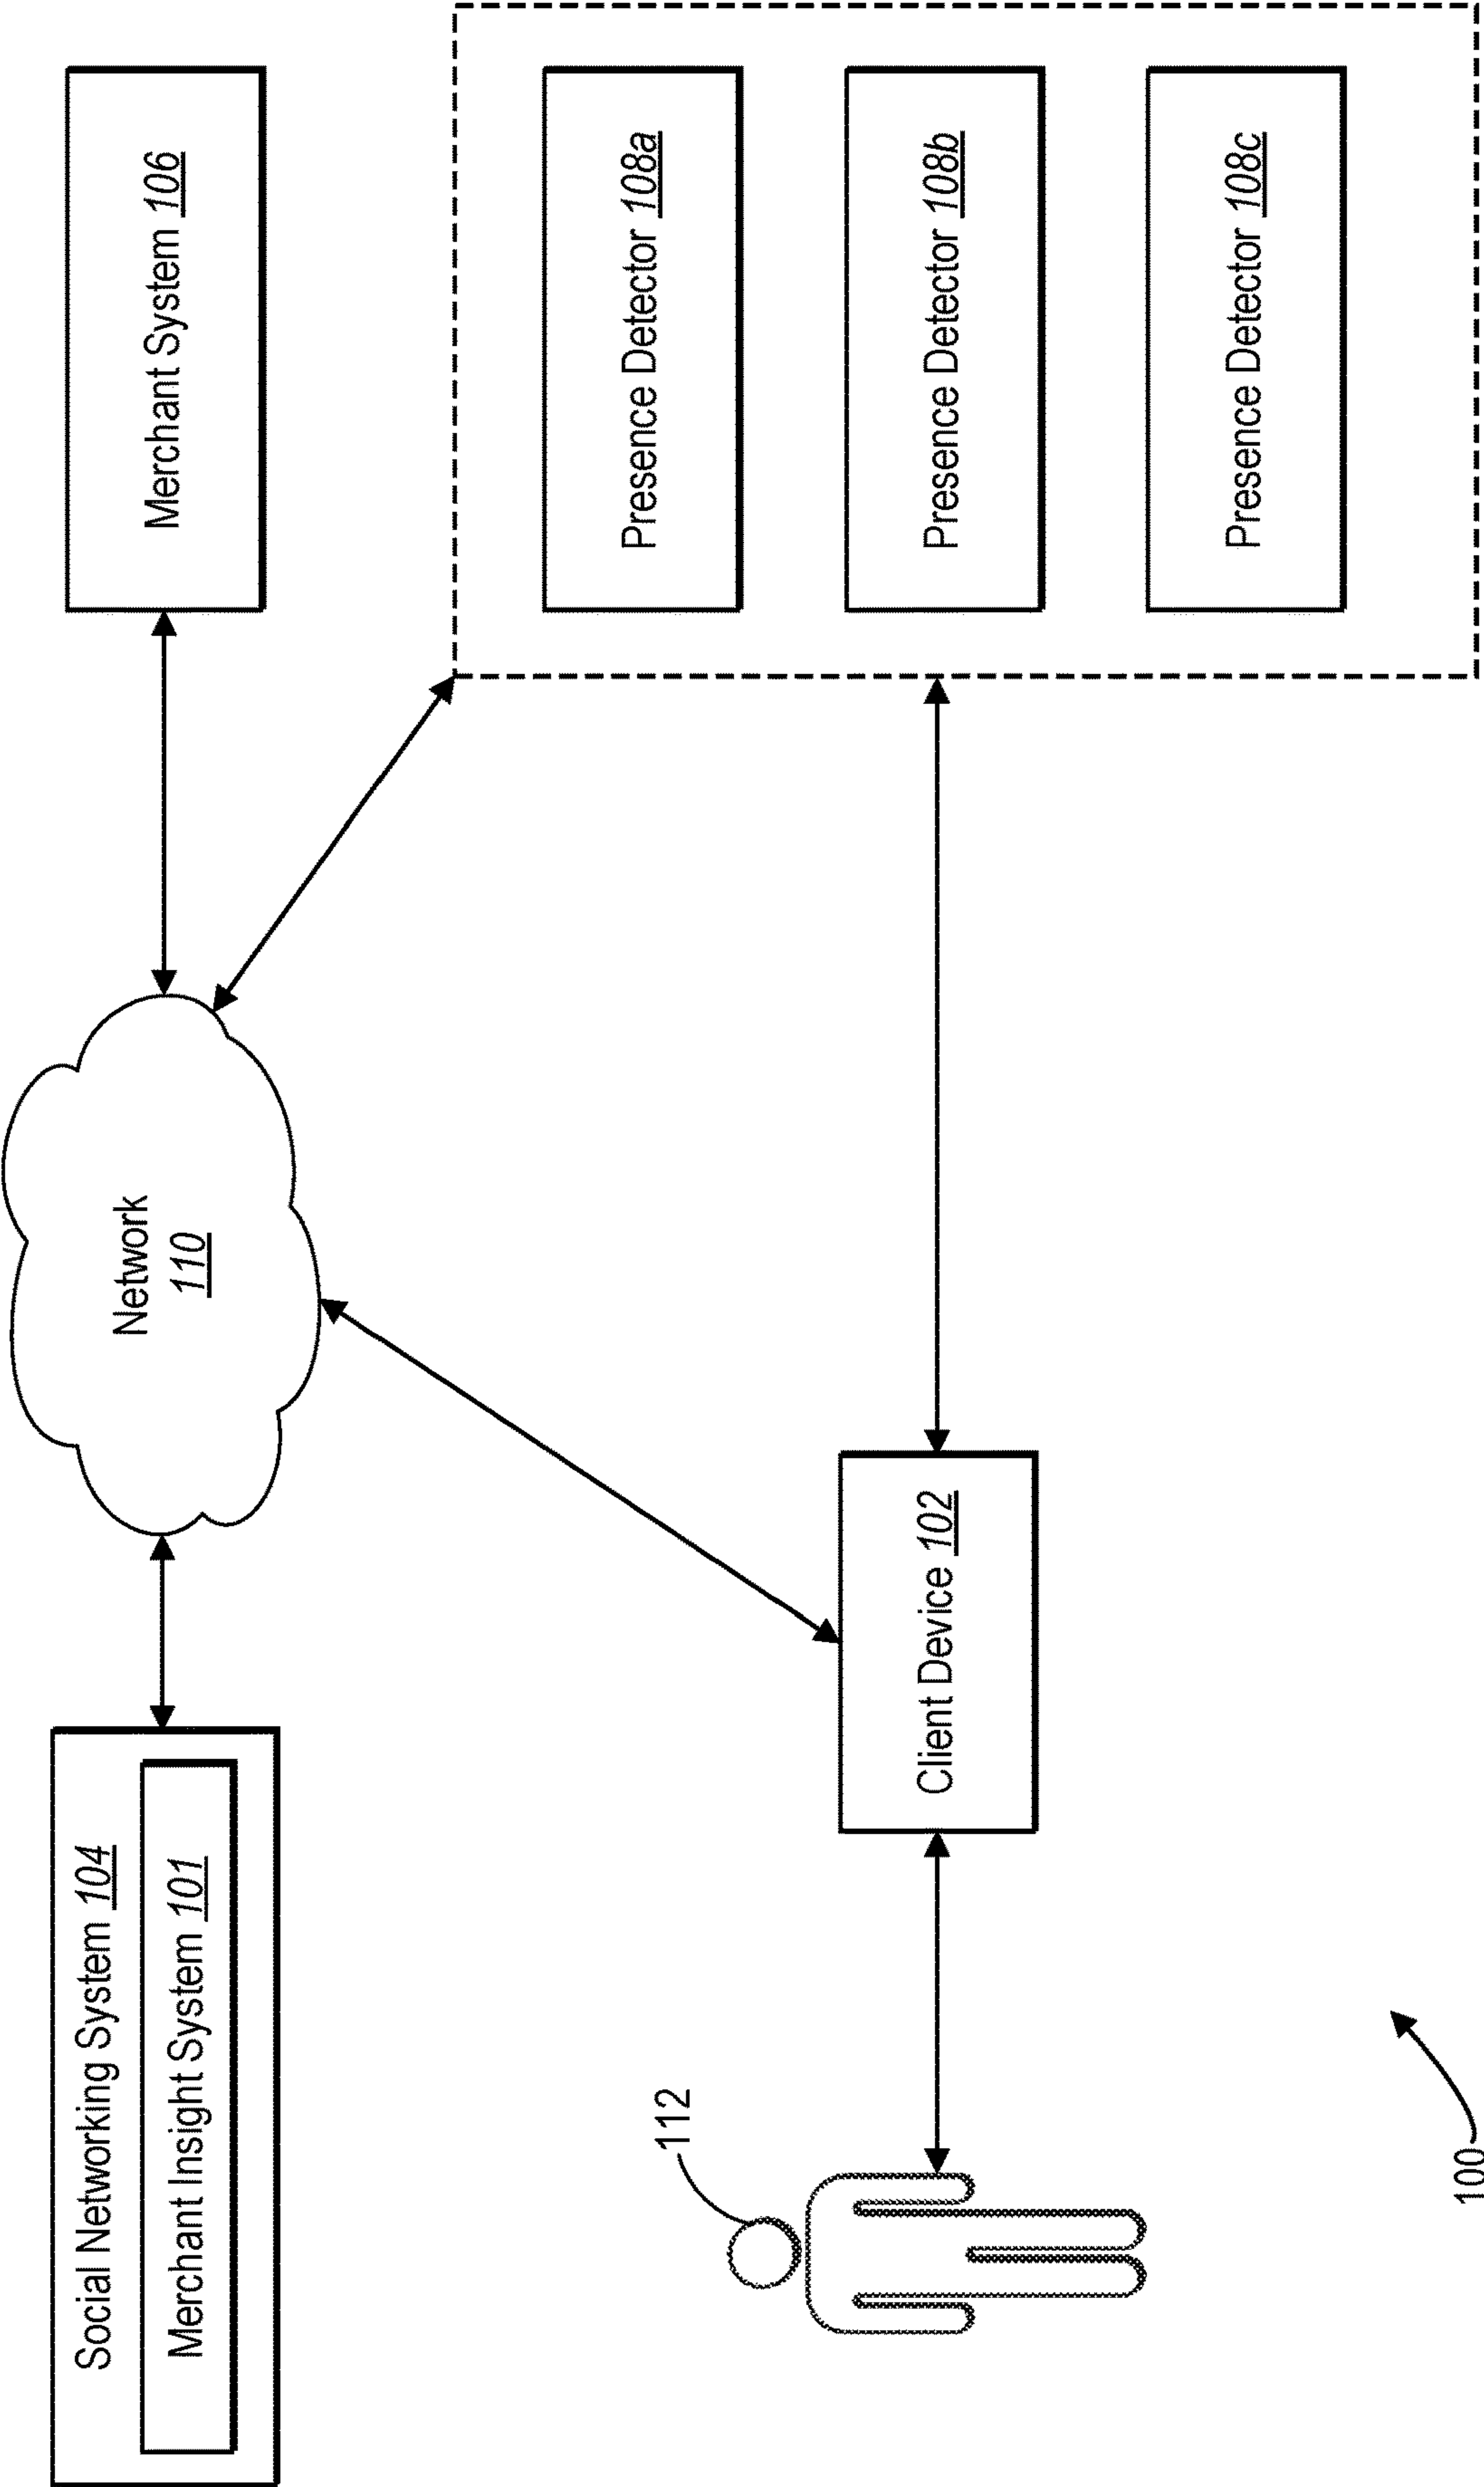 Social Networking System 104
Merchant Insight System 101
Network
110
Merchant System 106
112
Client Device 102
Presence Detector 108a
Presence Detector 108b
Presence Detector 108c
100